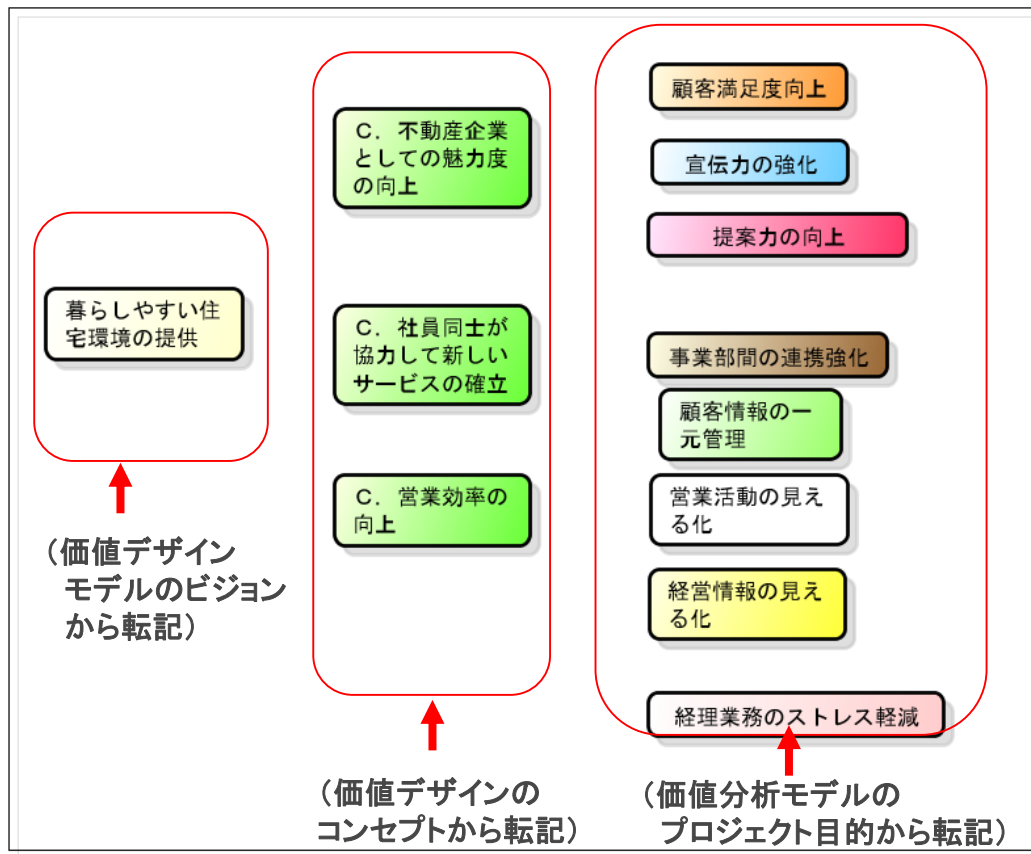 暮らしやすい住
宅環境の提供
（価値デザイン
モデルのビジョン
から転記）
C．不動産企業
としての魅力度
の向上
C．社員同士が
協力して新しい
サービスの確立
C．営業効率の
向上
（価値デザインの
コンセプトから転記）
顧客満足度向上
宣伝力の強化
提案力の向上
事業部間の連携強化
顧客情報の一
元管理
営業活動の見え
る化
経営情報の見え
る化
経理業務のストレス軽減
（価値分析モデルの
プロジェクト目的から転記）